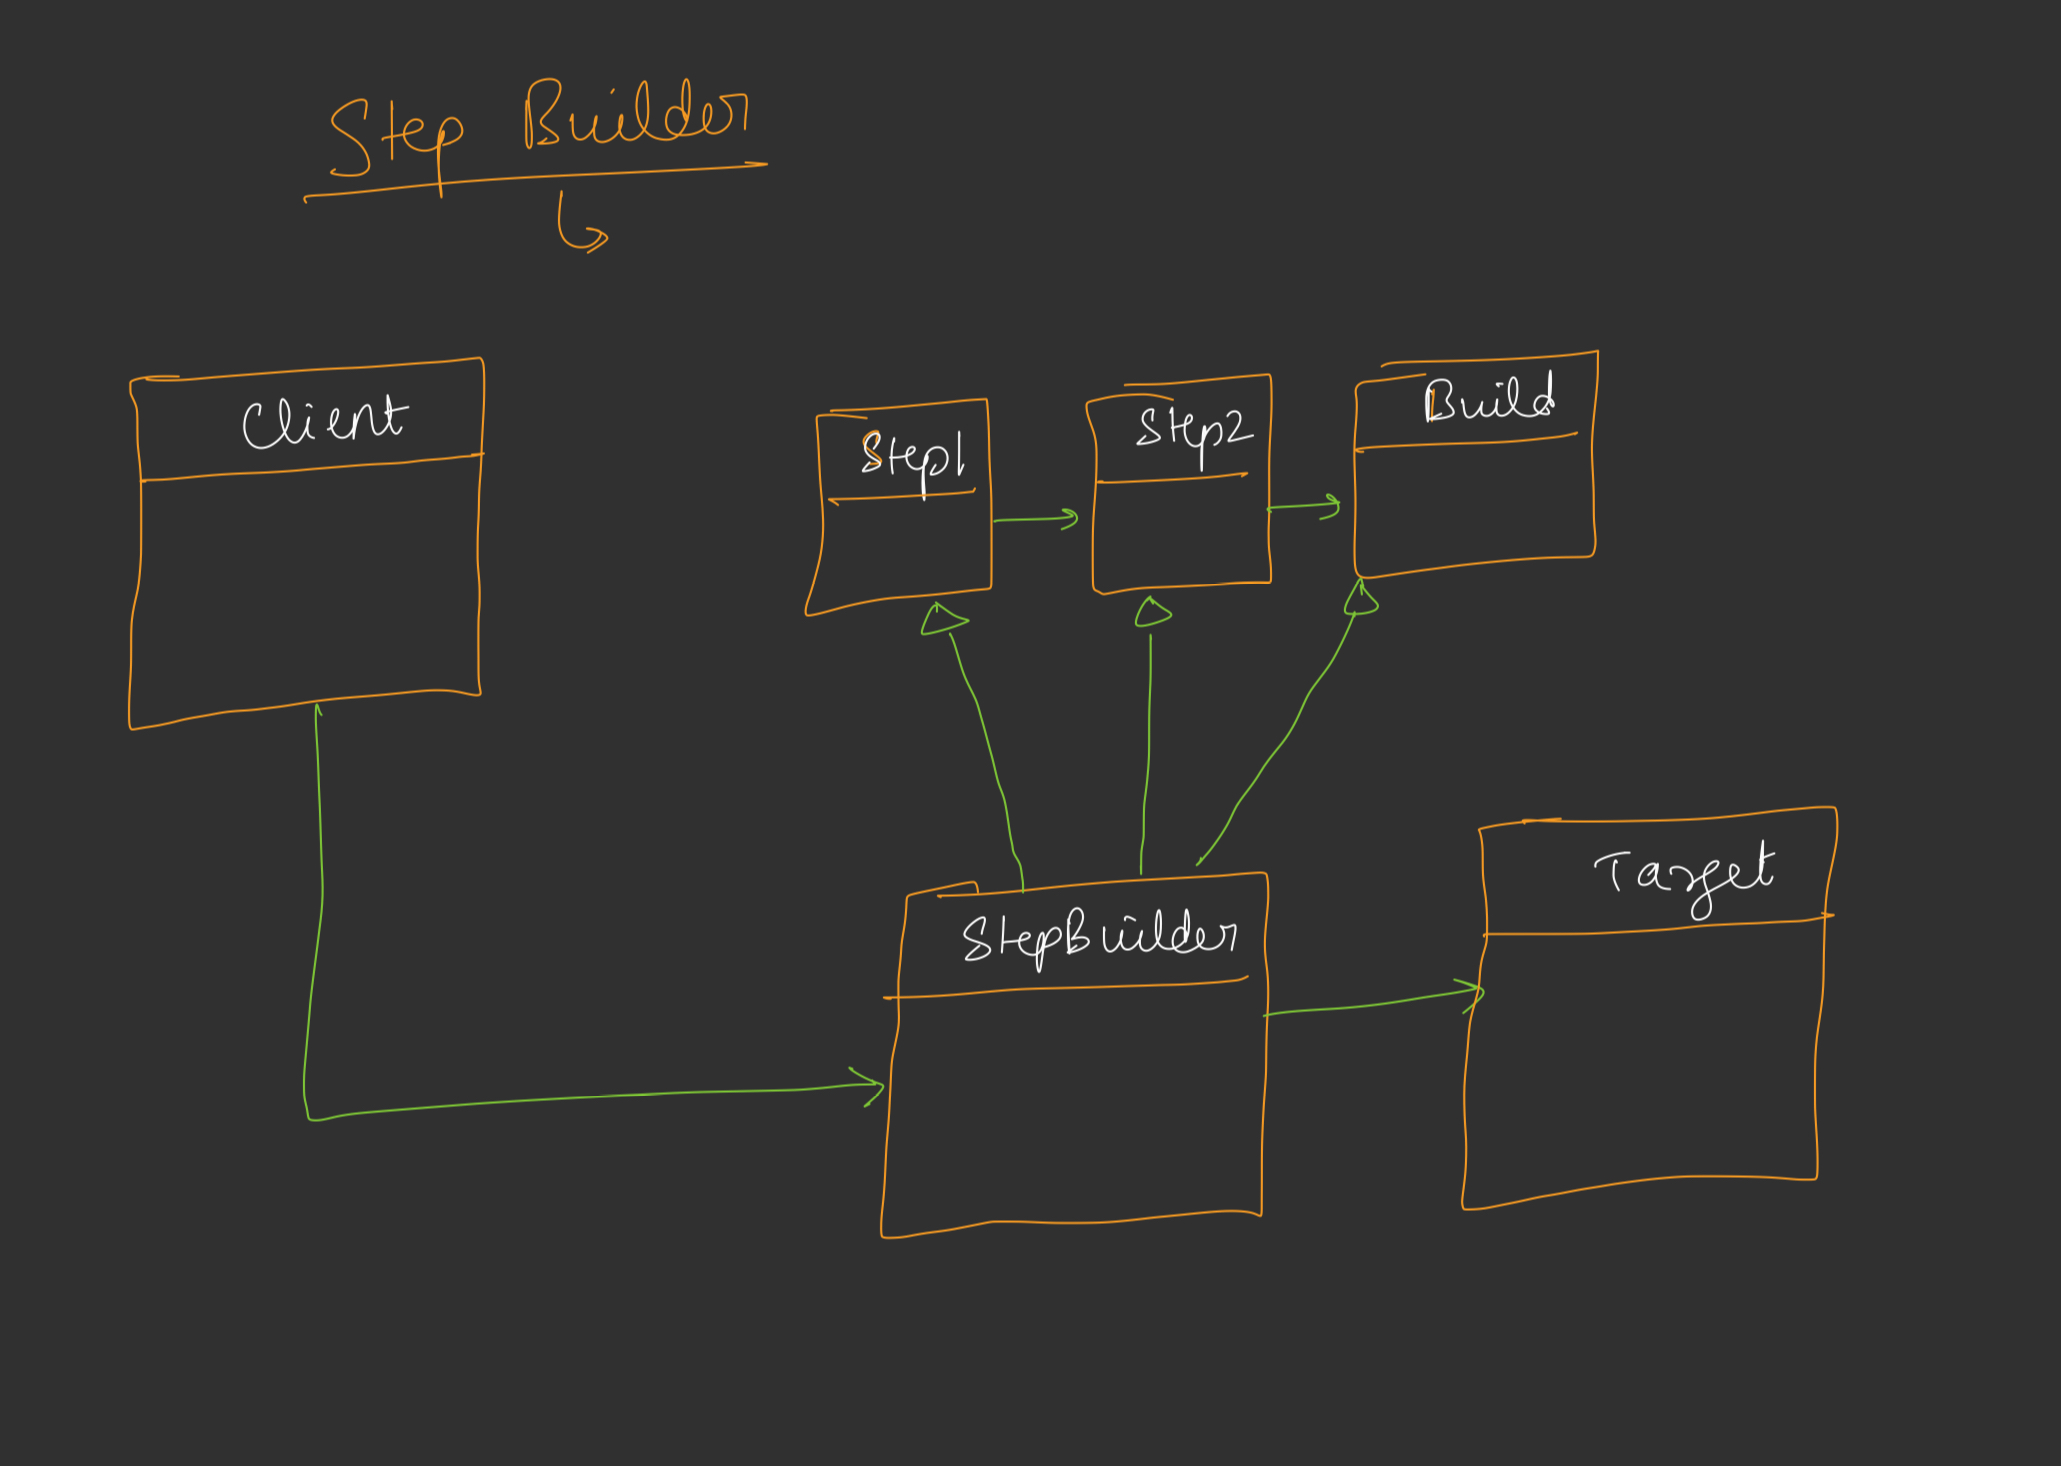 Step Builder
Client
Step1
Step2
Build
StepBuilder
Target